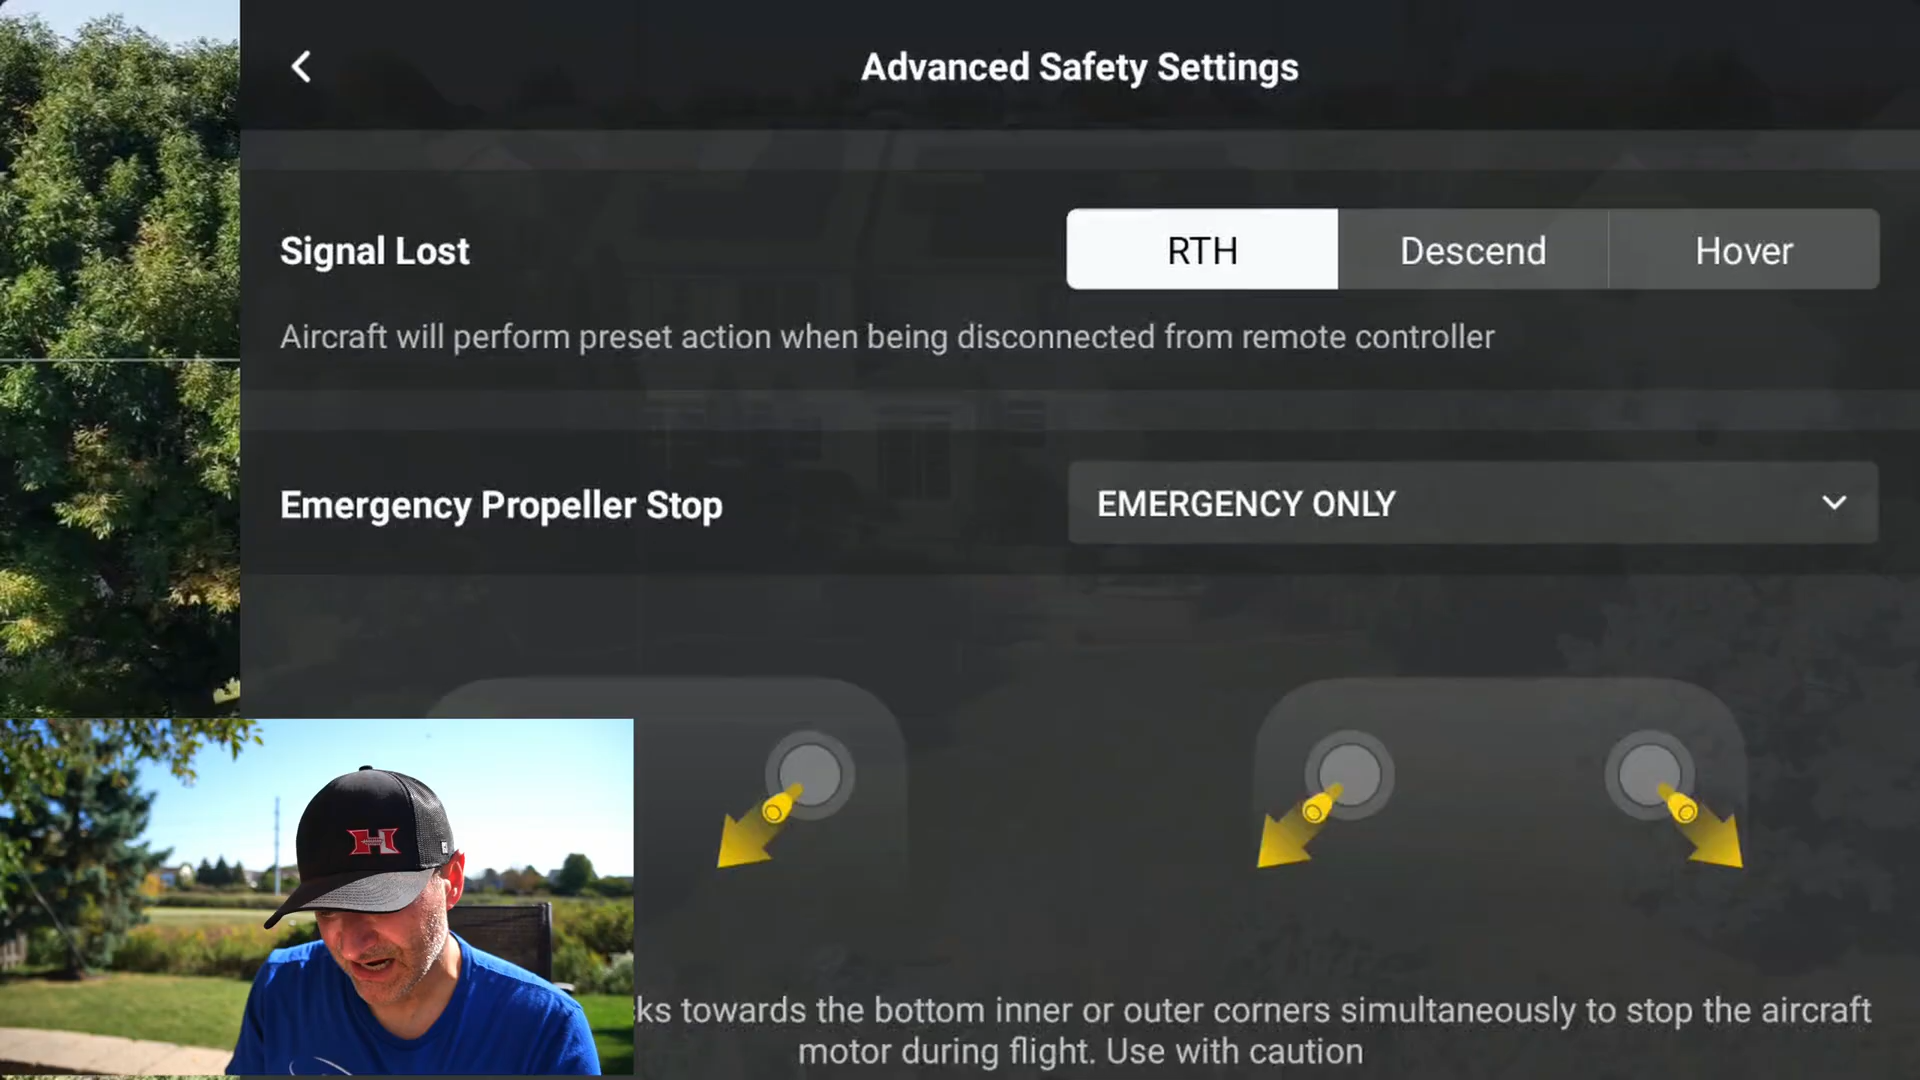 Advanced Safety Settings
Signal Lost
RTH
Descend
Hover
Aircraft will perform preset action when being disconnected from remote controller
Emergency Propeller Stop
EMERGENCY ONLY
H
towards the bottom inner or outer corners simultaneously to stop the aircraft
motor during flight. Use with caution